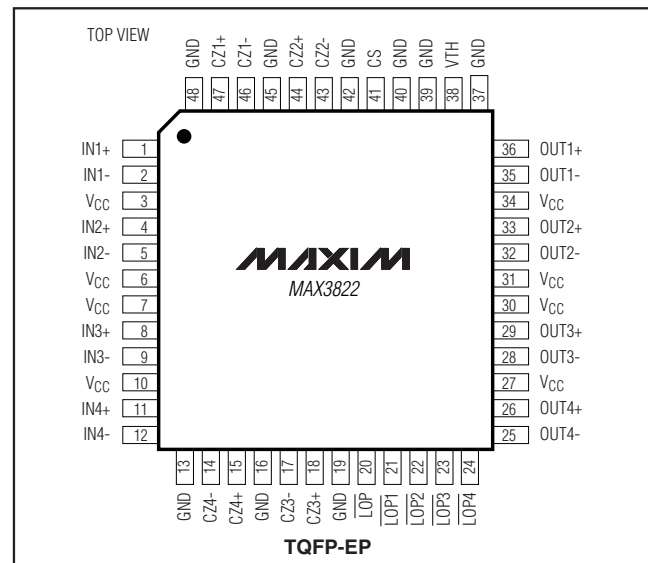 TOP VIEW
GND
CZ1+
CZ1-
GND
CZ2+
CZ2-
GND
CS
GND
GND
VTH
GND
48
47
46
45
44
43
42
41
40
39
38
37
IN1+ 1
IN1- 2
VCC 3
IN2+ 4
IN2- 5
VCC 6
VCC 7
IN3+ 8
IN3- 9
VCC 10
IN4+ 11
IN4- 12
MAXIM
MAX3822
36 OUT1+
35 OUT1-
34 VCC
33 OUT2+
32 OUT2-
31 VCC
30 VCC
29 OUT3+
28 OUT3-
27 VCC
26 OUT4+
25 OUT4-
13
14
15
16
17
18
19
20
21
22
23
24
GND
CZ4-
CZ4+
GND
CZ3-
CZ3+
GND
LOP
LOP1
LOP2
LOP3
LOP4
TQFP-EP